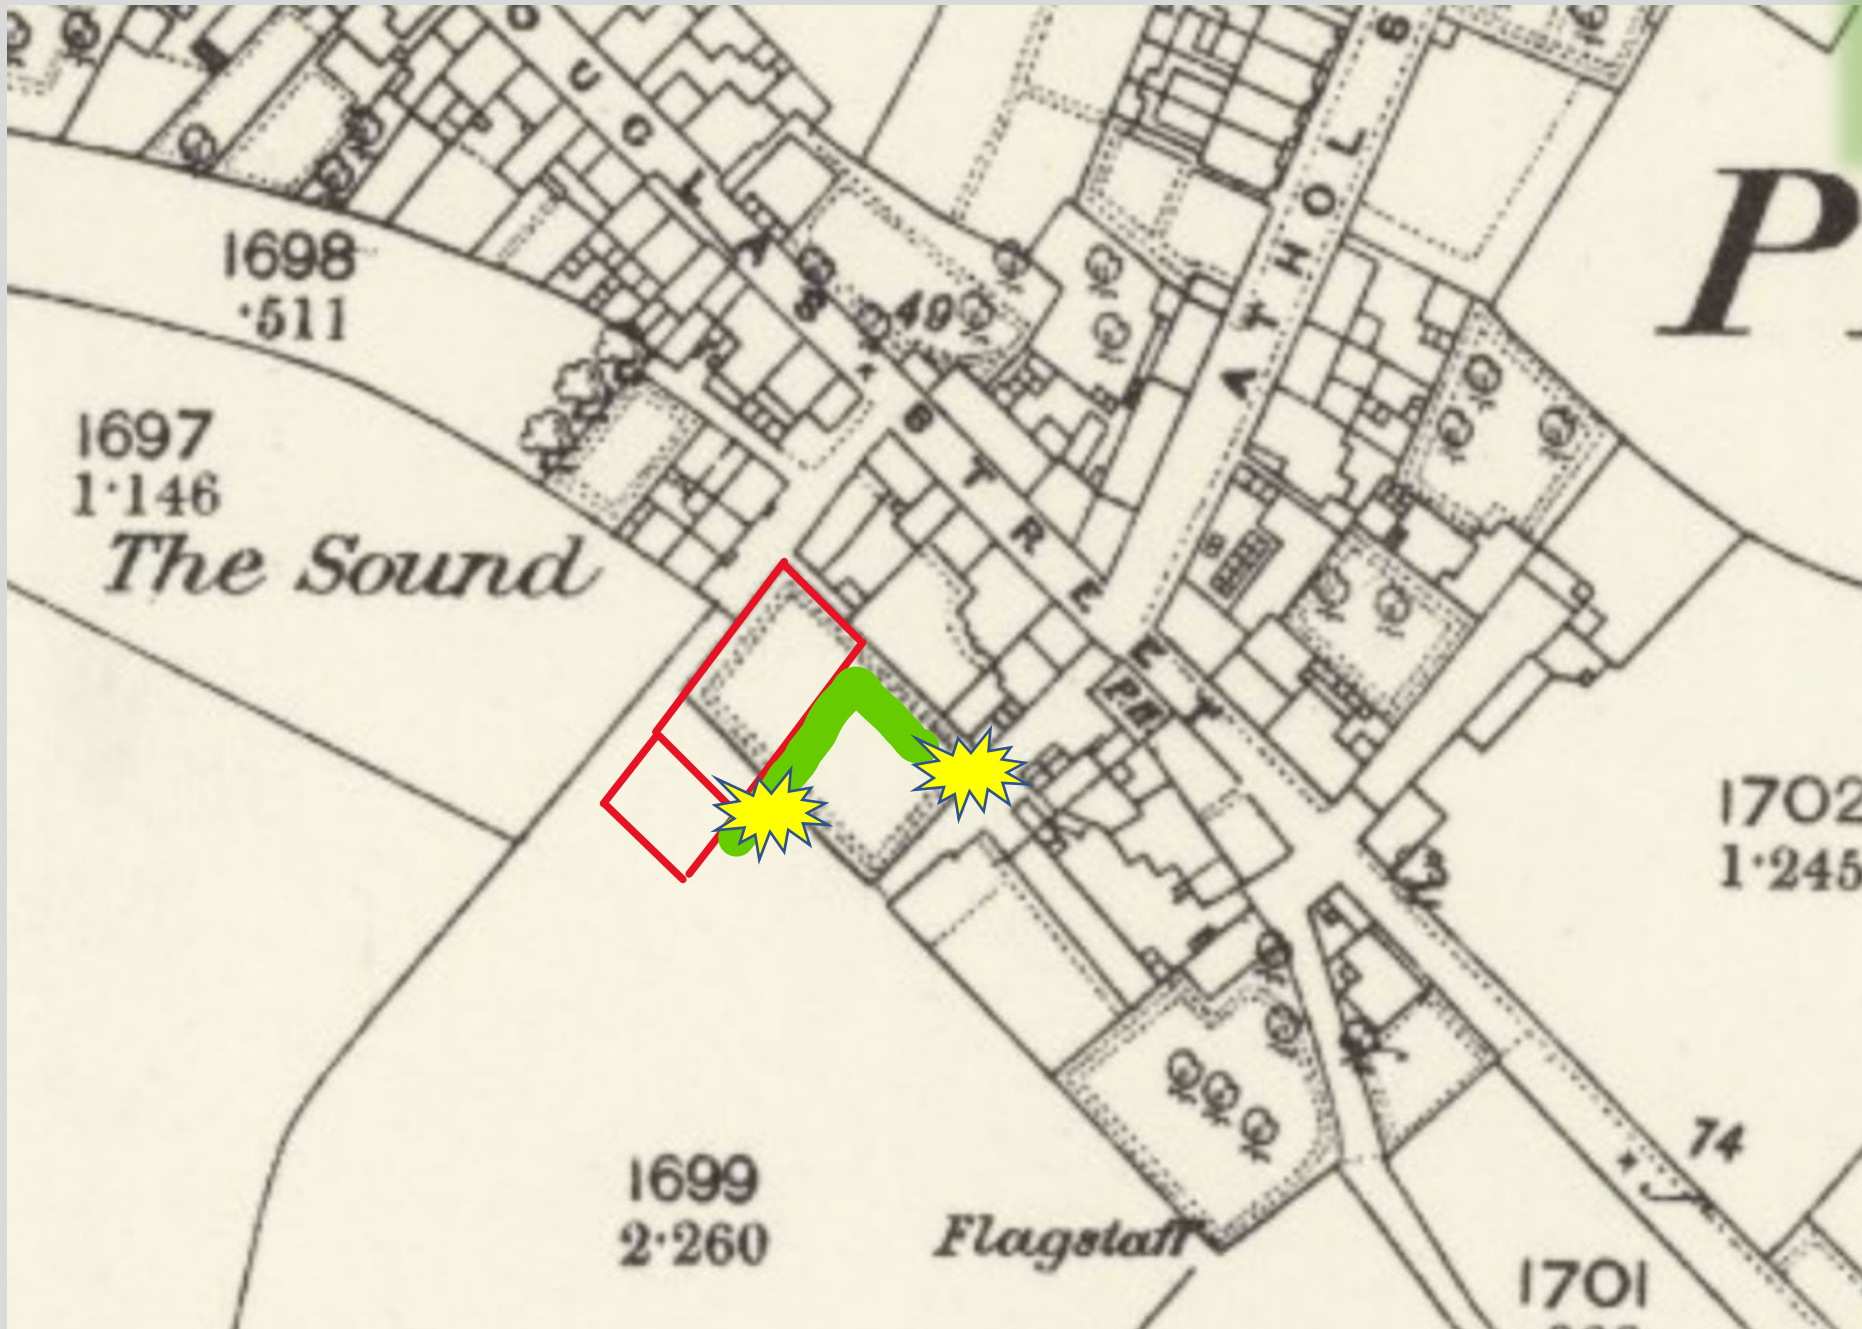 DOUGLAS STREET
ATHOLS
P
49
1698
·511
1697
1·146
The Sound
B
P.H.
1702
1·245
74
1699
2·260
Flagstaff
1701